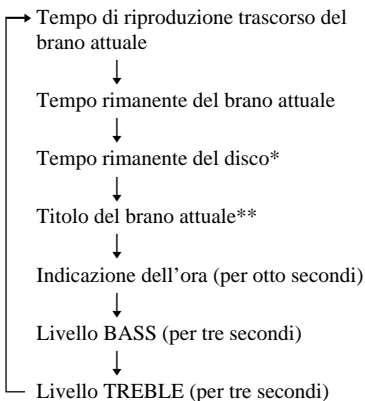 Tempo di riproduzione trascorso del
brano attuale
Tempo rimanente del brano attuale
Tempo rimanente del disco*
Titolo del brano attuale**
Indicazione dell'ora (per otto secondi)
Livello BASS (per tre secondi)
Livello TREBLE (per tre secondi)